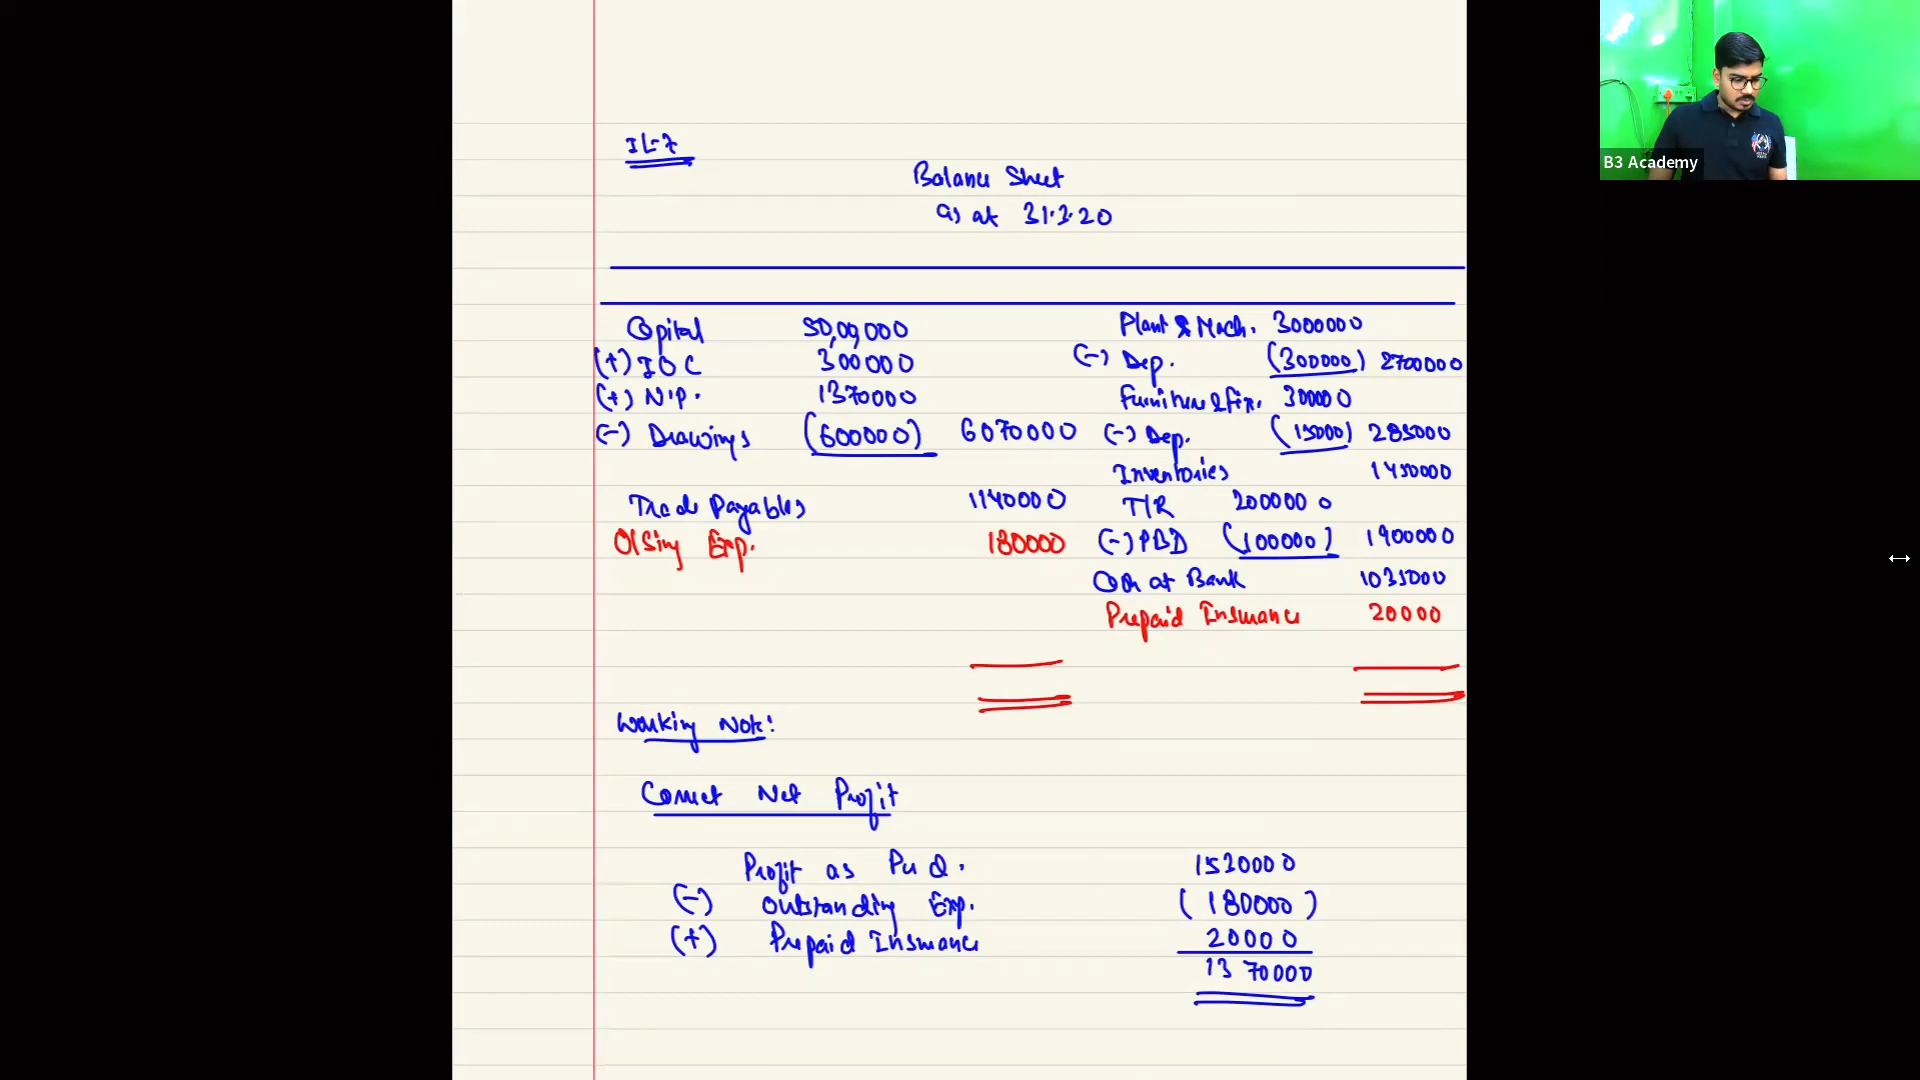 IL-7
Balance Sheet
as at 31.3.20
Capital 50,00,000 Plant & Mach. 3000000
(+) IOC 300000 (-) Dep. (300000) 2700000
(+) N.P. 1370000 Furniture & Fix. 300000
(-) Drawings (600000) 6070000 (-) Dep. (15000) 285000
Inventories 1450000
Trade Payables 1140000 T/R 2000000
O/Sing Exp. 180000 (-) PBD (100000) 1900000
Cash at Bank 1035000
Prepaid Insurance 20000
Working Note:
Correct Net Profit
Profit as Per Q. 1530000
(-) Outstanding Exp. (180000)
(+) Prepaid Insurance 20000
1370000
B3 Academy